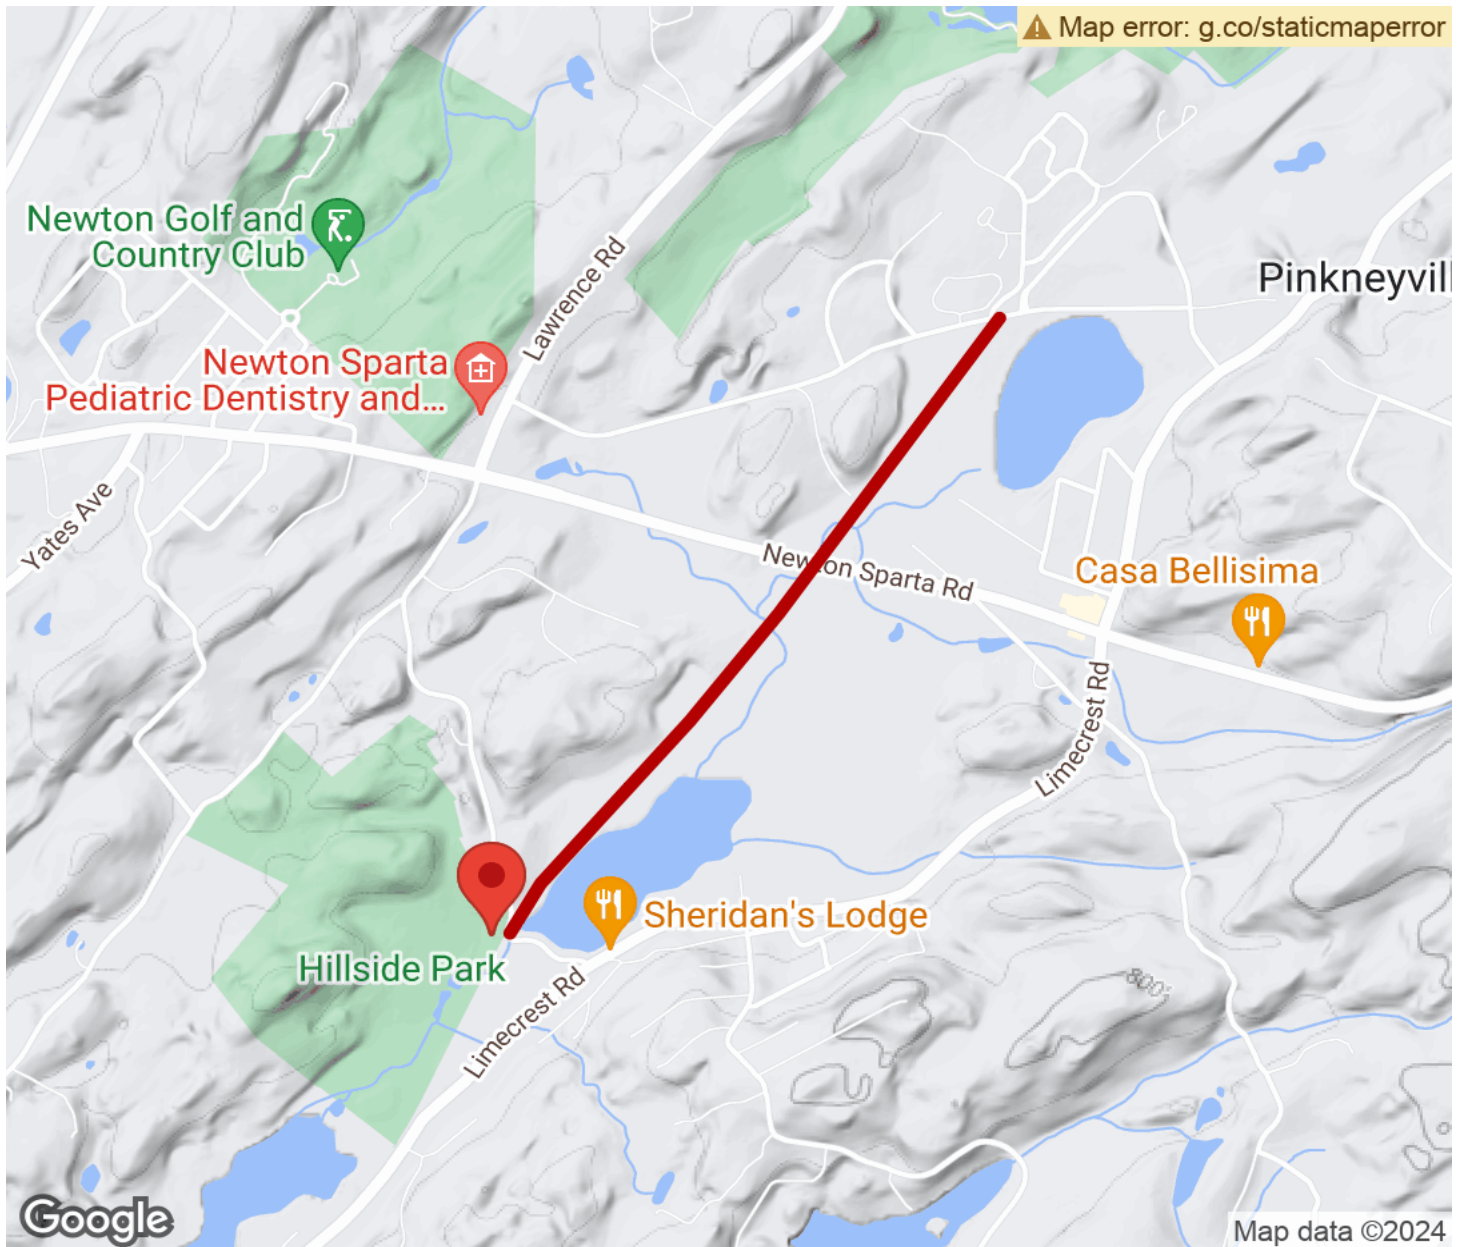 Map error: g.co/staticmaperror
Newton Golf and
Country Club
Lawrence Rd
Pinkneyvill
Newton Sparta
Pediatric Dentistry and...
Yates Ave
Newton Sparta Rd
Casa Bellisima
Limecrest Rd
Sheridan's Lodge
Hillside Park
Limecrest Rd
800
Google
Map data ©2024